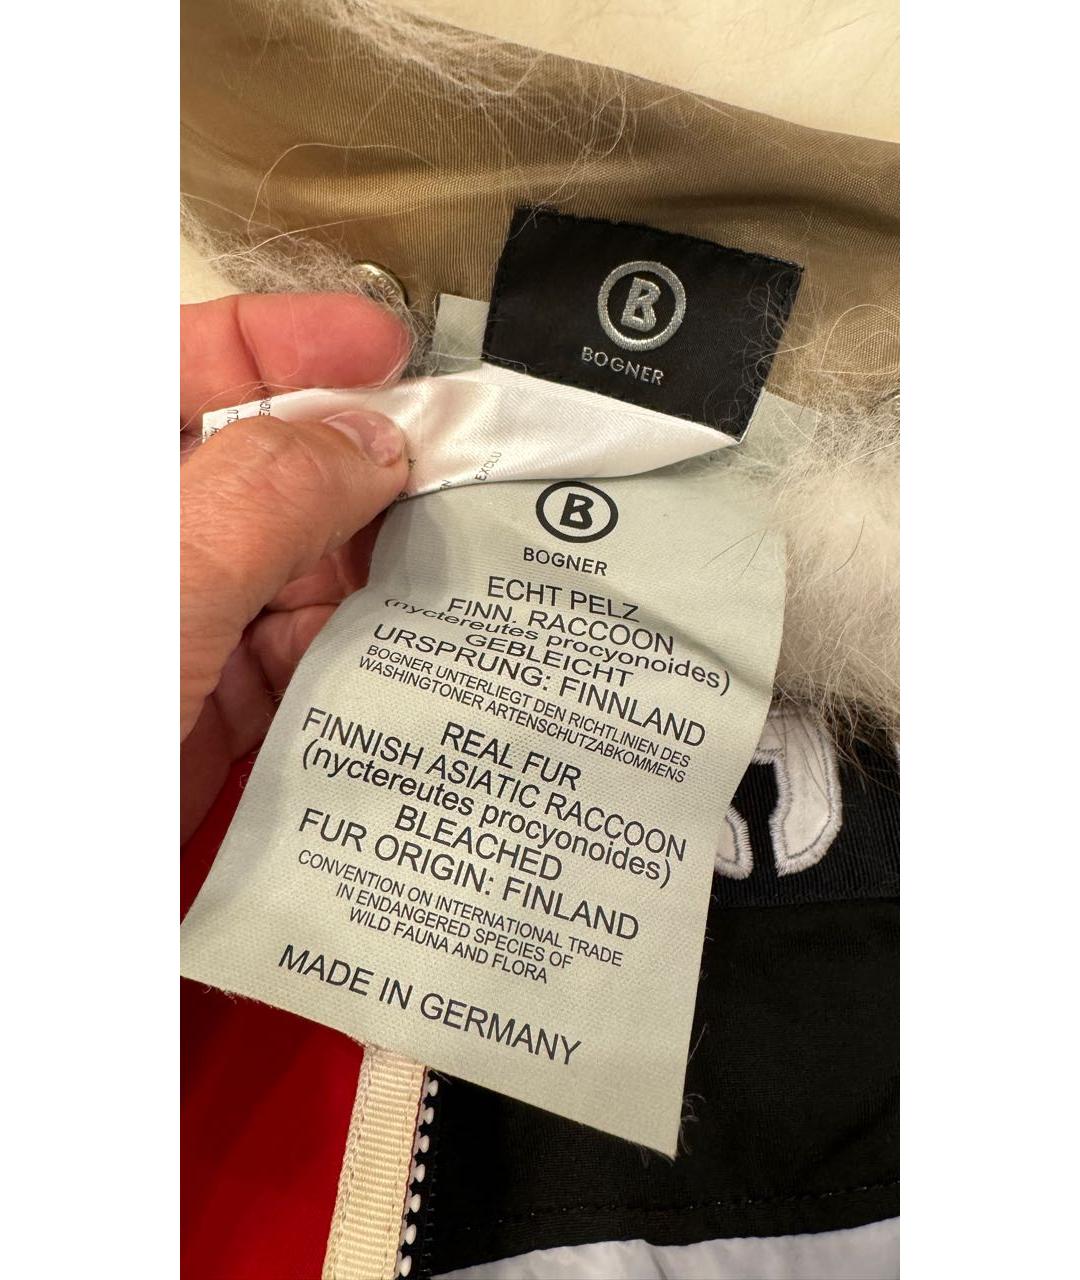 B
BOGNER
EXCLU
B
BOGNER
ECHT PELZ
FINN. RACCOON
(nyctereutes procyonoides)
GEBLEICHT
URSPRUNG: FINNLAND
BOGNER UNTERLIEGT DEN RICHTLINIEN DES
WASHINGTONER ARTENSCHUTZABKOMMENS
REAL FUR
FINNISH ASIATIC RACCOON
(nyctereutes procyonoides)
BLEACHED
FUR ORIGIN: FINLAND
CONVENTION ON INTERNATIONAL TRADE
IN ENDANGERED SPECIES OF
WILD FAUNA AND FLORA
MADE IN GERMANY